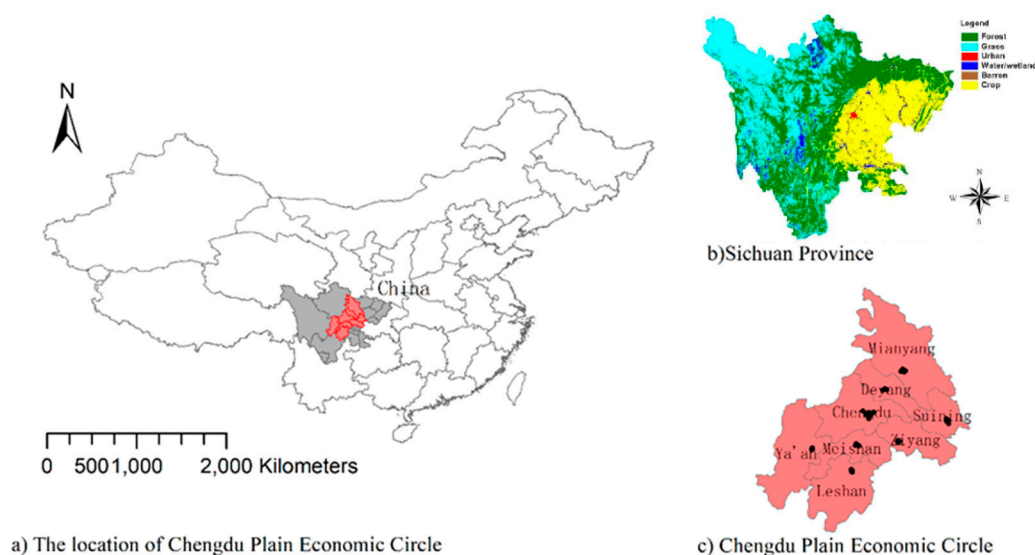 N
China
0 5001,000 2,000 Kilometers
a) The location of Chengdu Plain Economic Circle
Legend
Forest
Grass
Urban
Water/wetland
Barren
Crop
N
W E
S
b)Sichuan Province
Mianyang
Deyang
Chengdu
Suining
Ziyang
Meishan
Ya'an
Leshan
c) Chengdu Plain Economic Circle